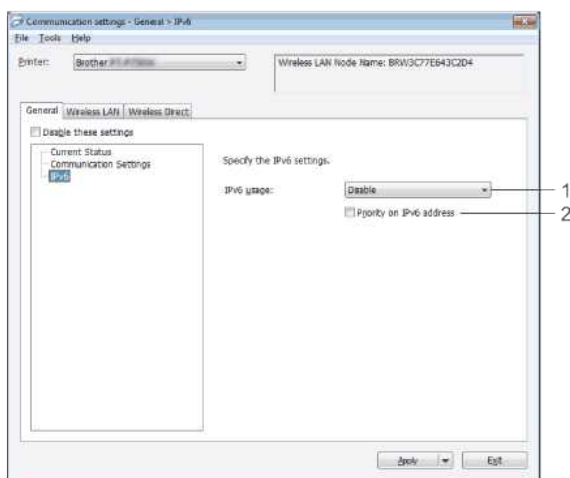 Communication settings - General > IPv6
File Tools Help
Printer: Brother
Wireless LAN Node Name: BRW3C77E643C2D4
General Wireless LAN Wireless Direct
Disable these settings
Current Status
Communication Settings
IPv6
Specify the IPv6 settings.
IPv6 usage: Disable 1
Priority on IPv6 address 2
Apply Exit